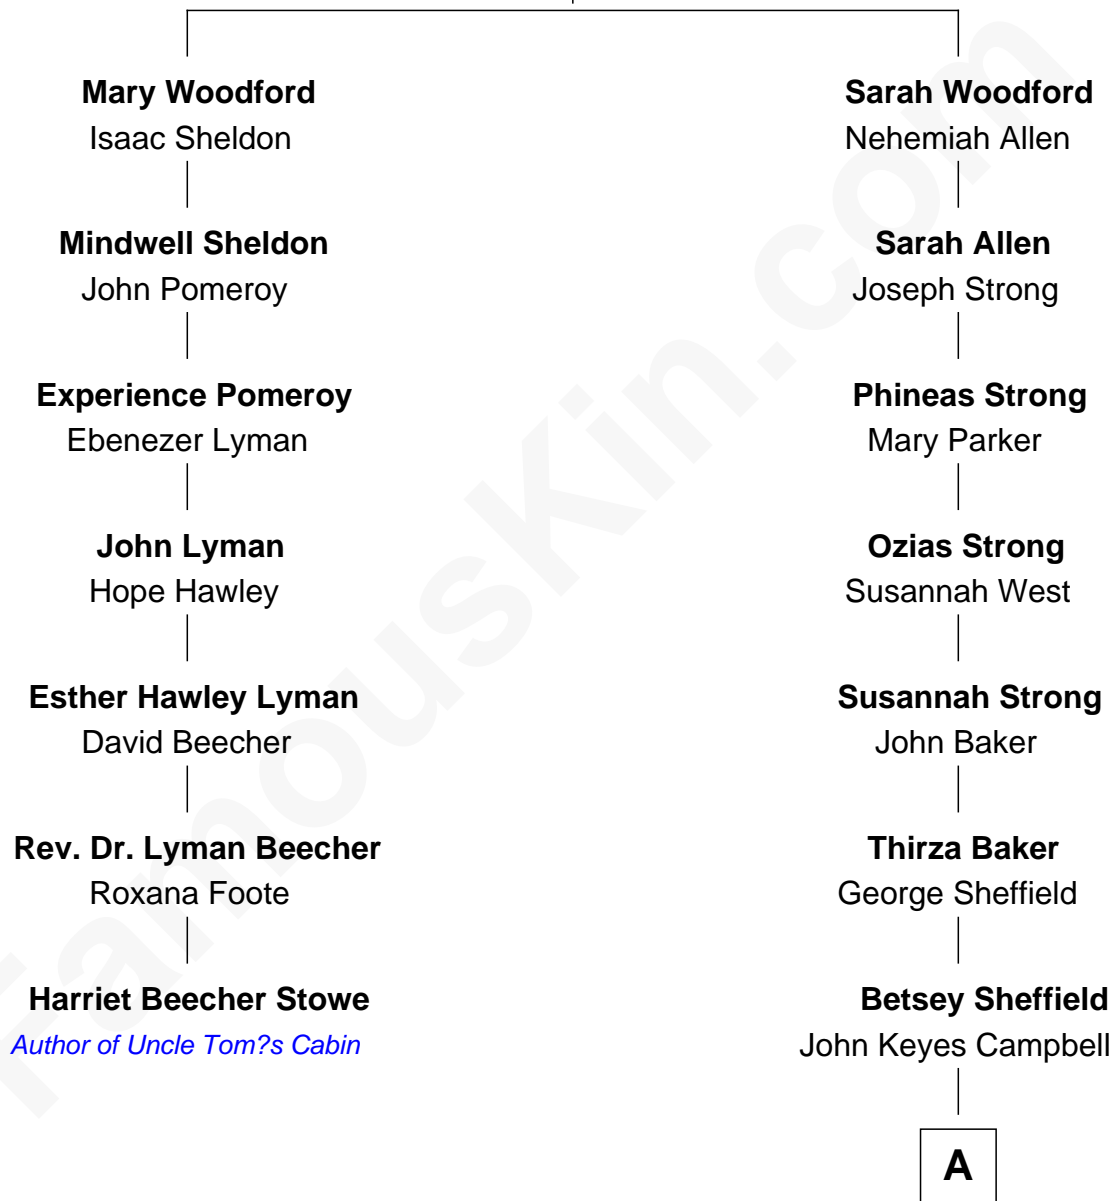 Mary Woodford
Isaac Sheldon
Mindwell Sheldon
John Pomeroy
Experience Pomeroy
Ebenezer Lyman
John Lyman
Hope Hawley
Esther Hawley Lyman
David Beecher
Rev. Dr. Lyman Beecher
Roxana Foote
Harriet Beecher Stowe
Author of Uncle Tom?s Cabin
Sarah Woodford
Nehemiah Allen
Sarah Allen
Joseph Strong
Phineas Strong
Mary Parker
Ozias Strong
Susannah West
Susannah Strong
John Baker
Thirza Baker
George Sheffield
Betsey Sheffield
John Keyes Campbell
A
FamousKin.com